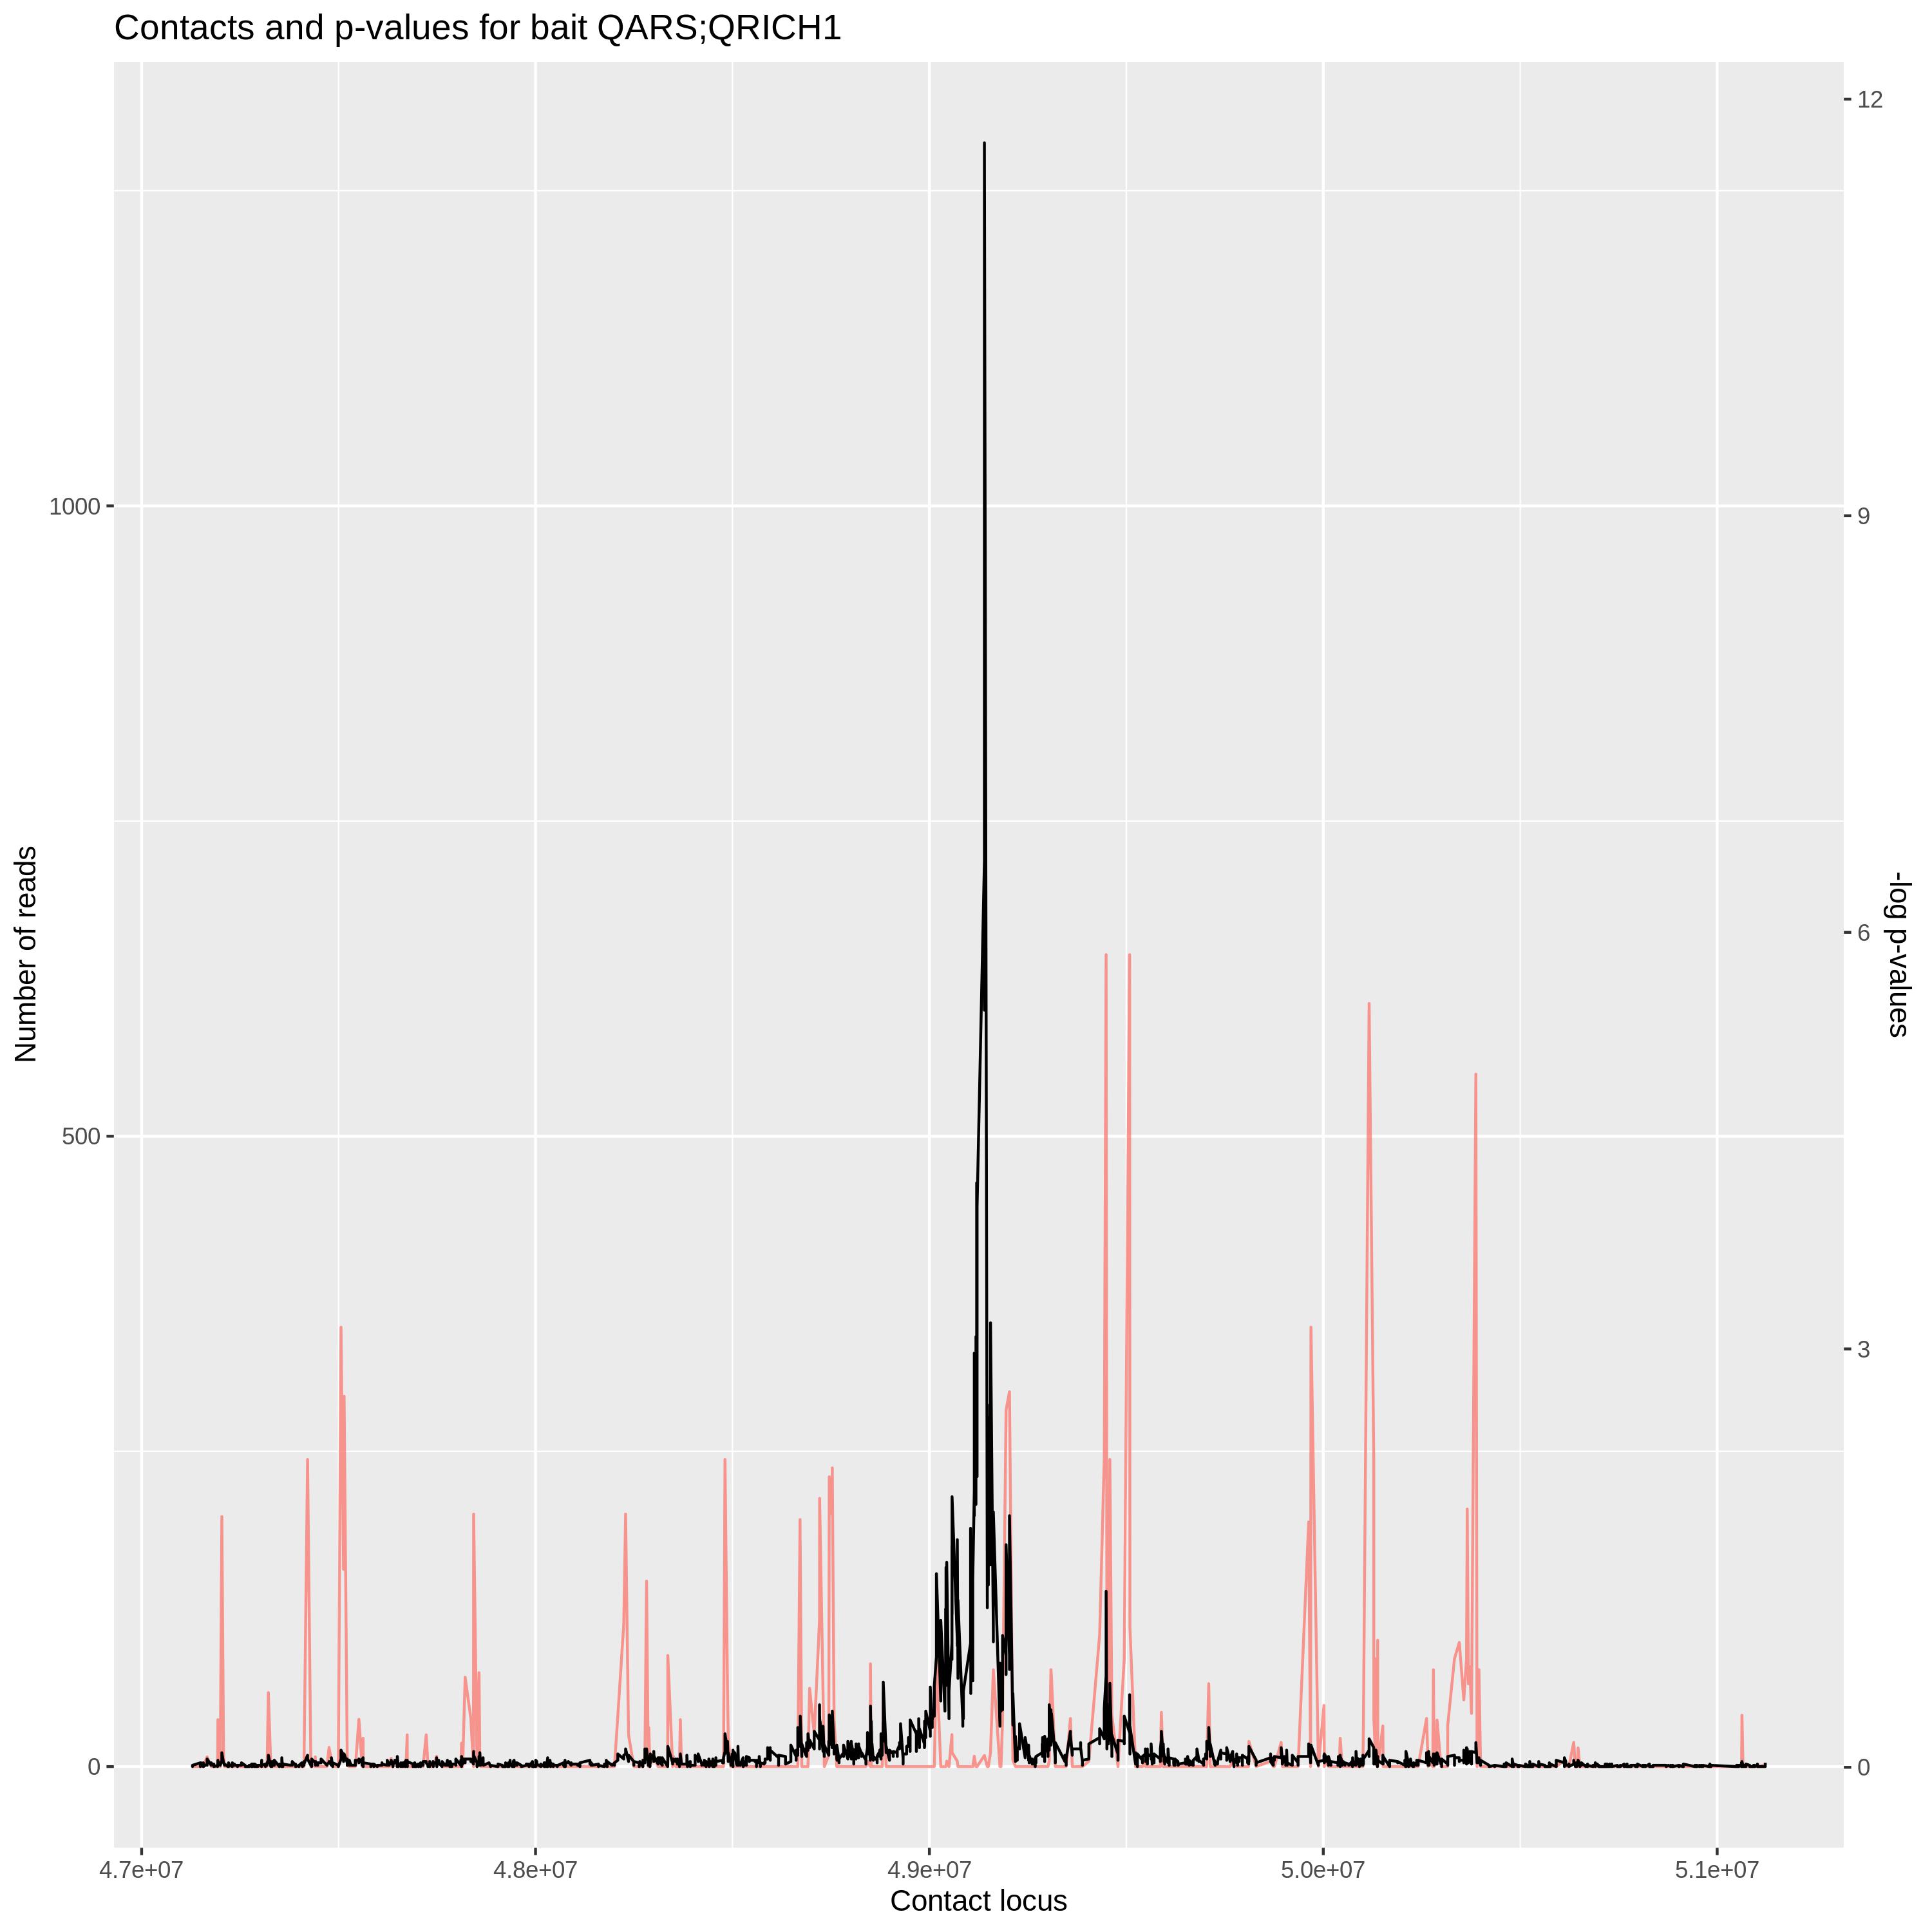 Contacts and p-values for bait QARS;QRICH1
Number of reads
1000
500
0
12
9
6
3
0
-log p-values
4.7e+07 4.8e+07 4.9e+07 5.0e+07 5.1e+07
Contact locus